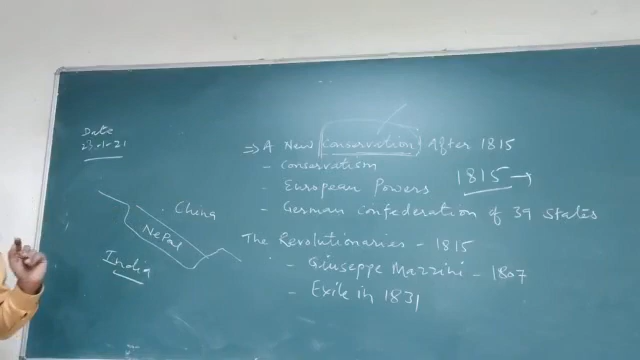 Date
23.11.21
China
Nepal
India
⇒ A New Conservation After 1815
- Conservatism
- European Powers
1815 →
- German Confederation of 39 states
The Revolutionaries - 1815
- Giuseppe Mazzini - 1807
- Exile in 1831